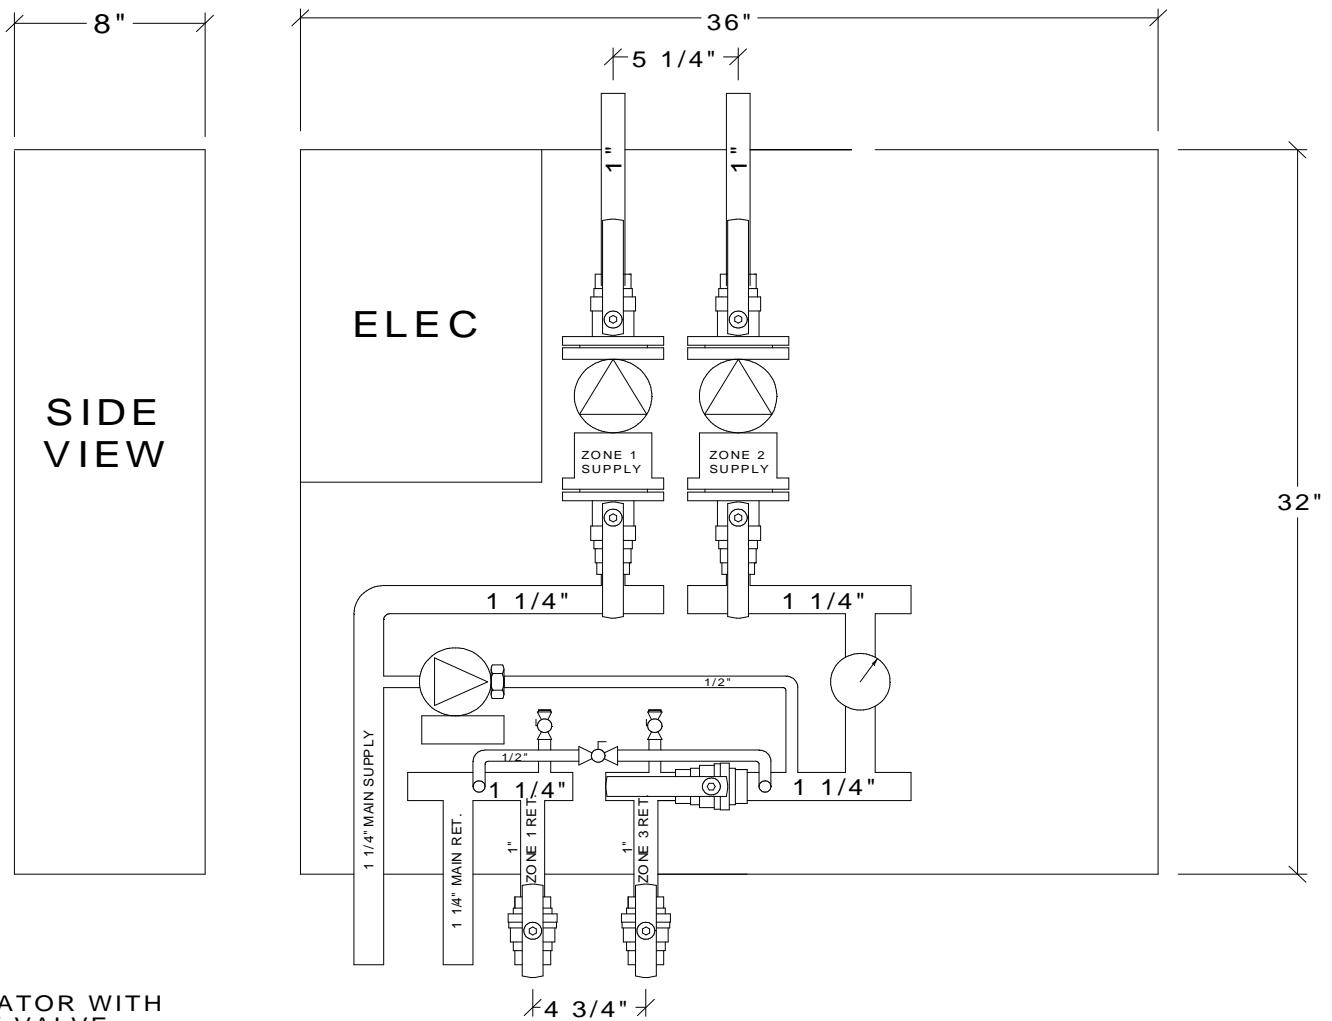 8"
36"
5 1/4"
1"
1"
ELEC
SIDE
VIEW
ZONE 1
SUPPLY
ZONE 2
SUPPLY
32"
1 1/4"
1 1/4"
1/2"
1/2"
1 1/4"
1 1/4"
1 1/4" MAIN SUPPLY
1 1/4" MAIN RET.
1"
ZONE 1 RET.
1"
ZONE 3 RET.
4 3/4"
WITH
VALVE